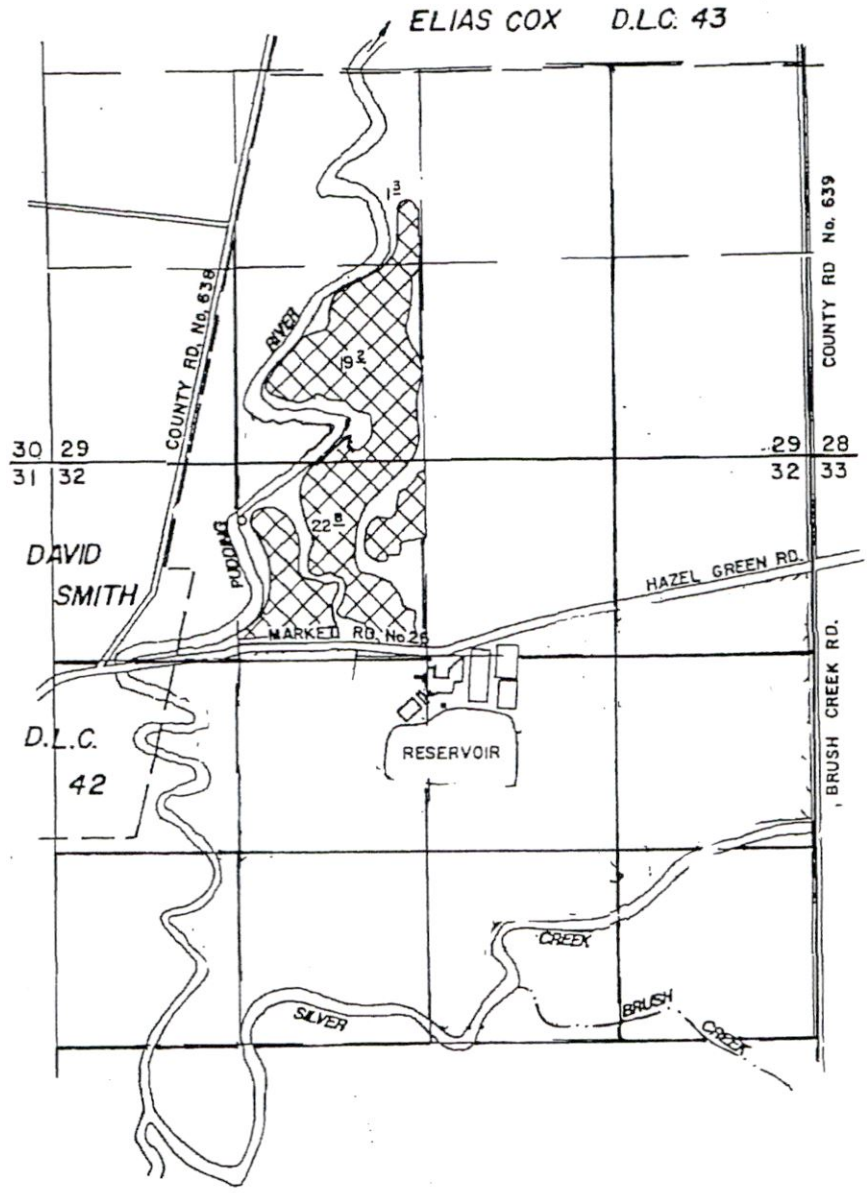 ELIAS COX D.L.C. 43
1 3
COUNTY RD. No. 639
COUNTY RD. No. 638
RIVER
19 2
30 29
29 28
31 32
32 33
22 8
PUDDING
DAVID
SMITH
HAZEL GREEN RD.
MARKET RD. No 26
BRUSH CREEK RD.
D.L.C.
42
RESERVOIR
CREEK
SILVER
BRUSH
CREEK